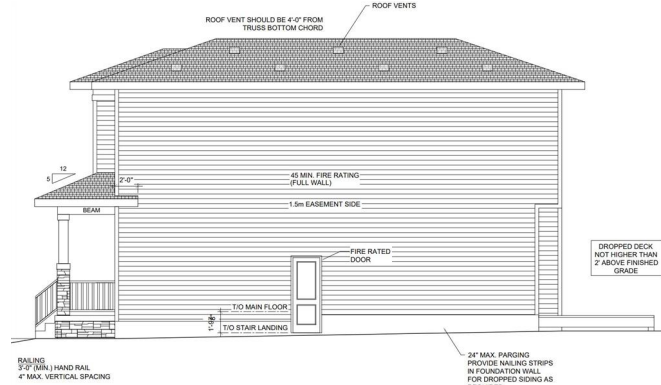 ROOF VENTS
ROOF VENT SHOULD BE 4'-0" FROM
TRUSS BOTTOM CHORD
12
5
2'-0"
45 MIN. FIRE RATING
(FULL WALL)
1.5m EASEMENT SIDE
BEAM
FIRE RATED
DOOR
DROPPED DECK
NOT HIGHER THAN
2' ABOVE FINISHED
GRADE
T/O MAIN FLOOR
T/O STAIR LANDING
RAILING
3'-0" (MIN.) HAND RAIL
4" MAX. VERTICAL SPACING
24" MAX. PARGING
PROVIDE NAILING STRIPS
IN FOUNDATION WALL
FOR DROPPED SIDING AS